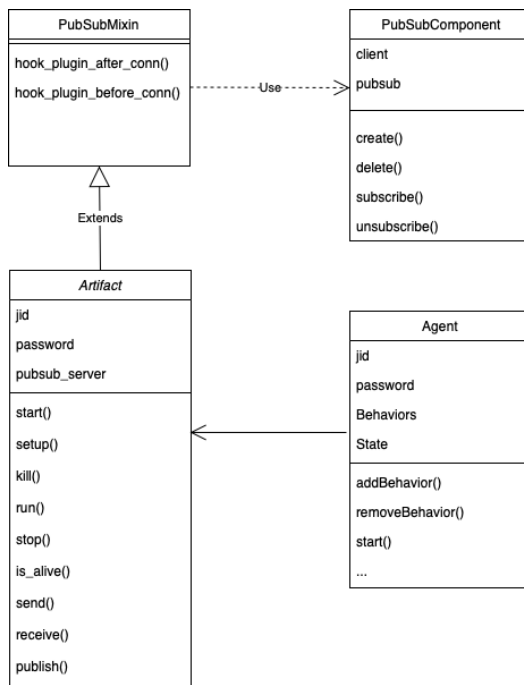 PubSubMixin
hook_plugin_after_conn()
hook_plugin_before_conn()
Use
PubSubComponent
client
pubsub
create()
delete()
subscribe()
unsubscribe()
Extends
Artifact
jid
password
pubsub_server
start()
setup()
kill()
run()
stop()
is_alive()
send()
receive()
publish()
Agent
jid
password
Behaviors
State
addBehavior()
removeBehavior()
start()
...